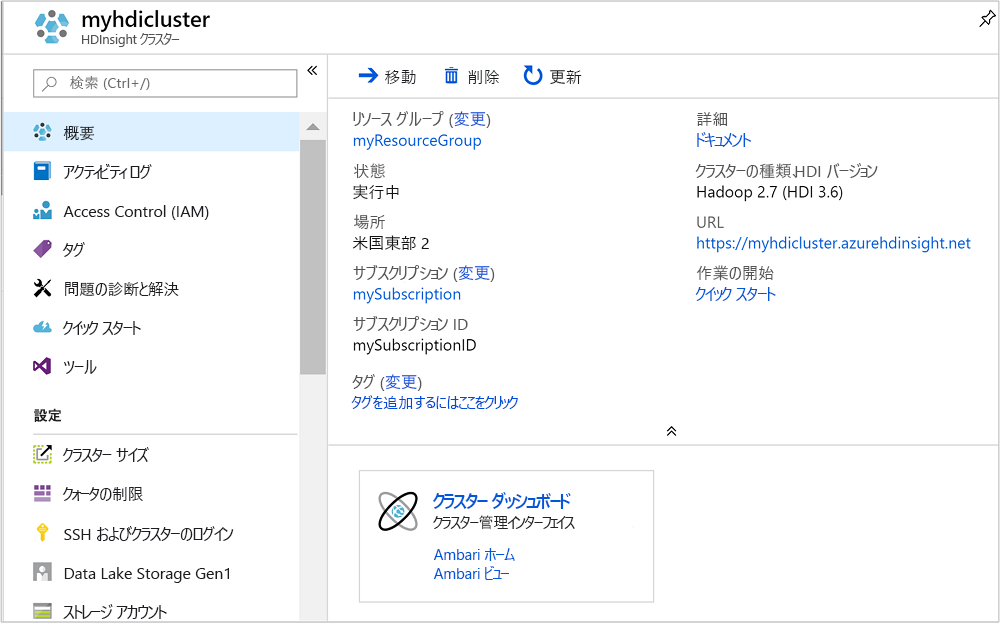 myhdicluster
HDInsight クラスター
検索 (Ctrl+/)
概要
アクティビティログ
Access Control (IAM)
タグ
問題の診断と解決
クイック スタート
ツール
設定
クラスター サイズ
クォータの制限
SSH およびクラスターのログイン
Data Lake Storage Gen1
ストレージ アカウント
移動
削除
更新
リソース グループ (変更)
myResourceGroup
状態
実行中
場所
米国東部 2
サブスクリプション (変更)
mySubscription
サブスクリプション ID
mySubscriptionID
タグ (変更)
タグを追加するにはここをクリック
詳細
ドキュメント
クラスターの種類、HDI バージョン
Hadoop 2.7 (HDI 3.6)
URL
https://myhdicluster.azurehdinsight.net
作業の開始
クイック スタート
クラスター ダッシュボード
クラスター管理インターフェイス
Ambari ホーム
Ambari ビュー